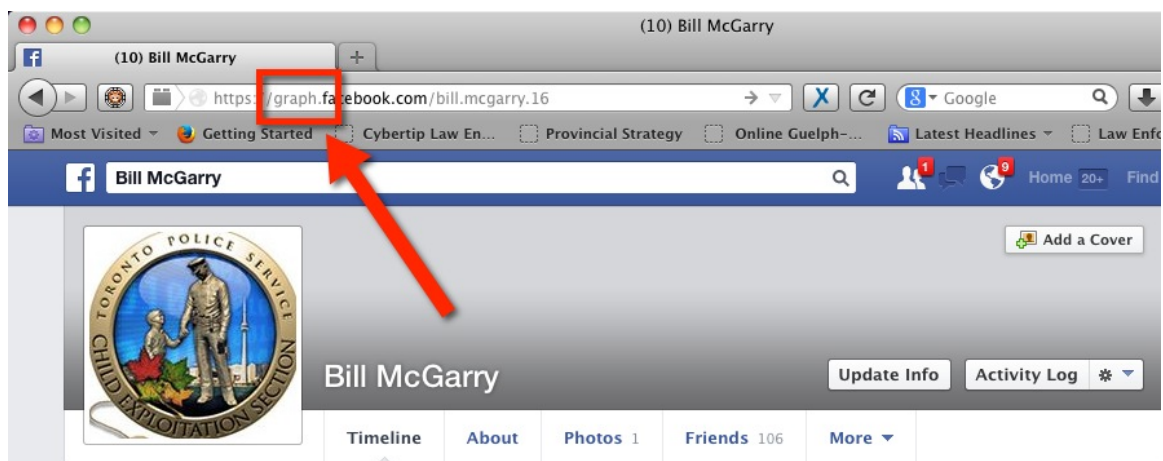 (10) Bill McGarry
(10) Bill McGarry
https://graph.facebook.com/bill.mcgarry.16
Google
Most Visited
Getting Started
Cybertip Law En...
Provincial Strategy
Online Guelph-...
Latest Headlines
Law Enfo
Bill McGarry
1
9
Home 20+ Find
TORONTO POLICE SERVICE
CHILD EXPLOITATION SECTION
Add a Cover
Bill McGarry
Update Info
Activity Log
Timeline About Photos 1 Friends 106 More